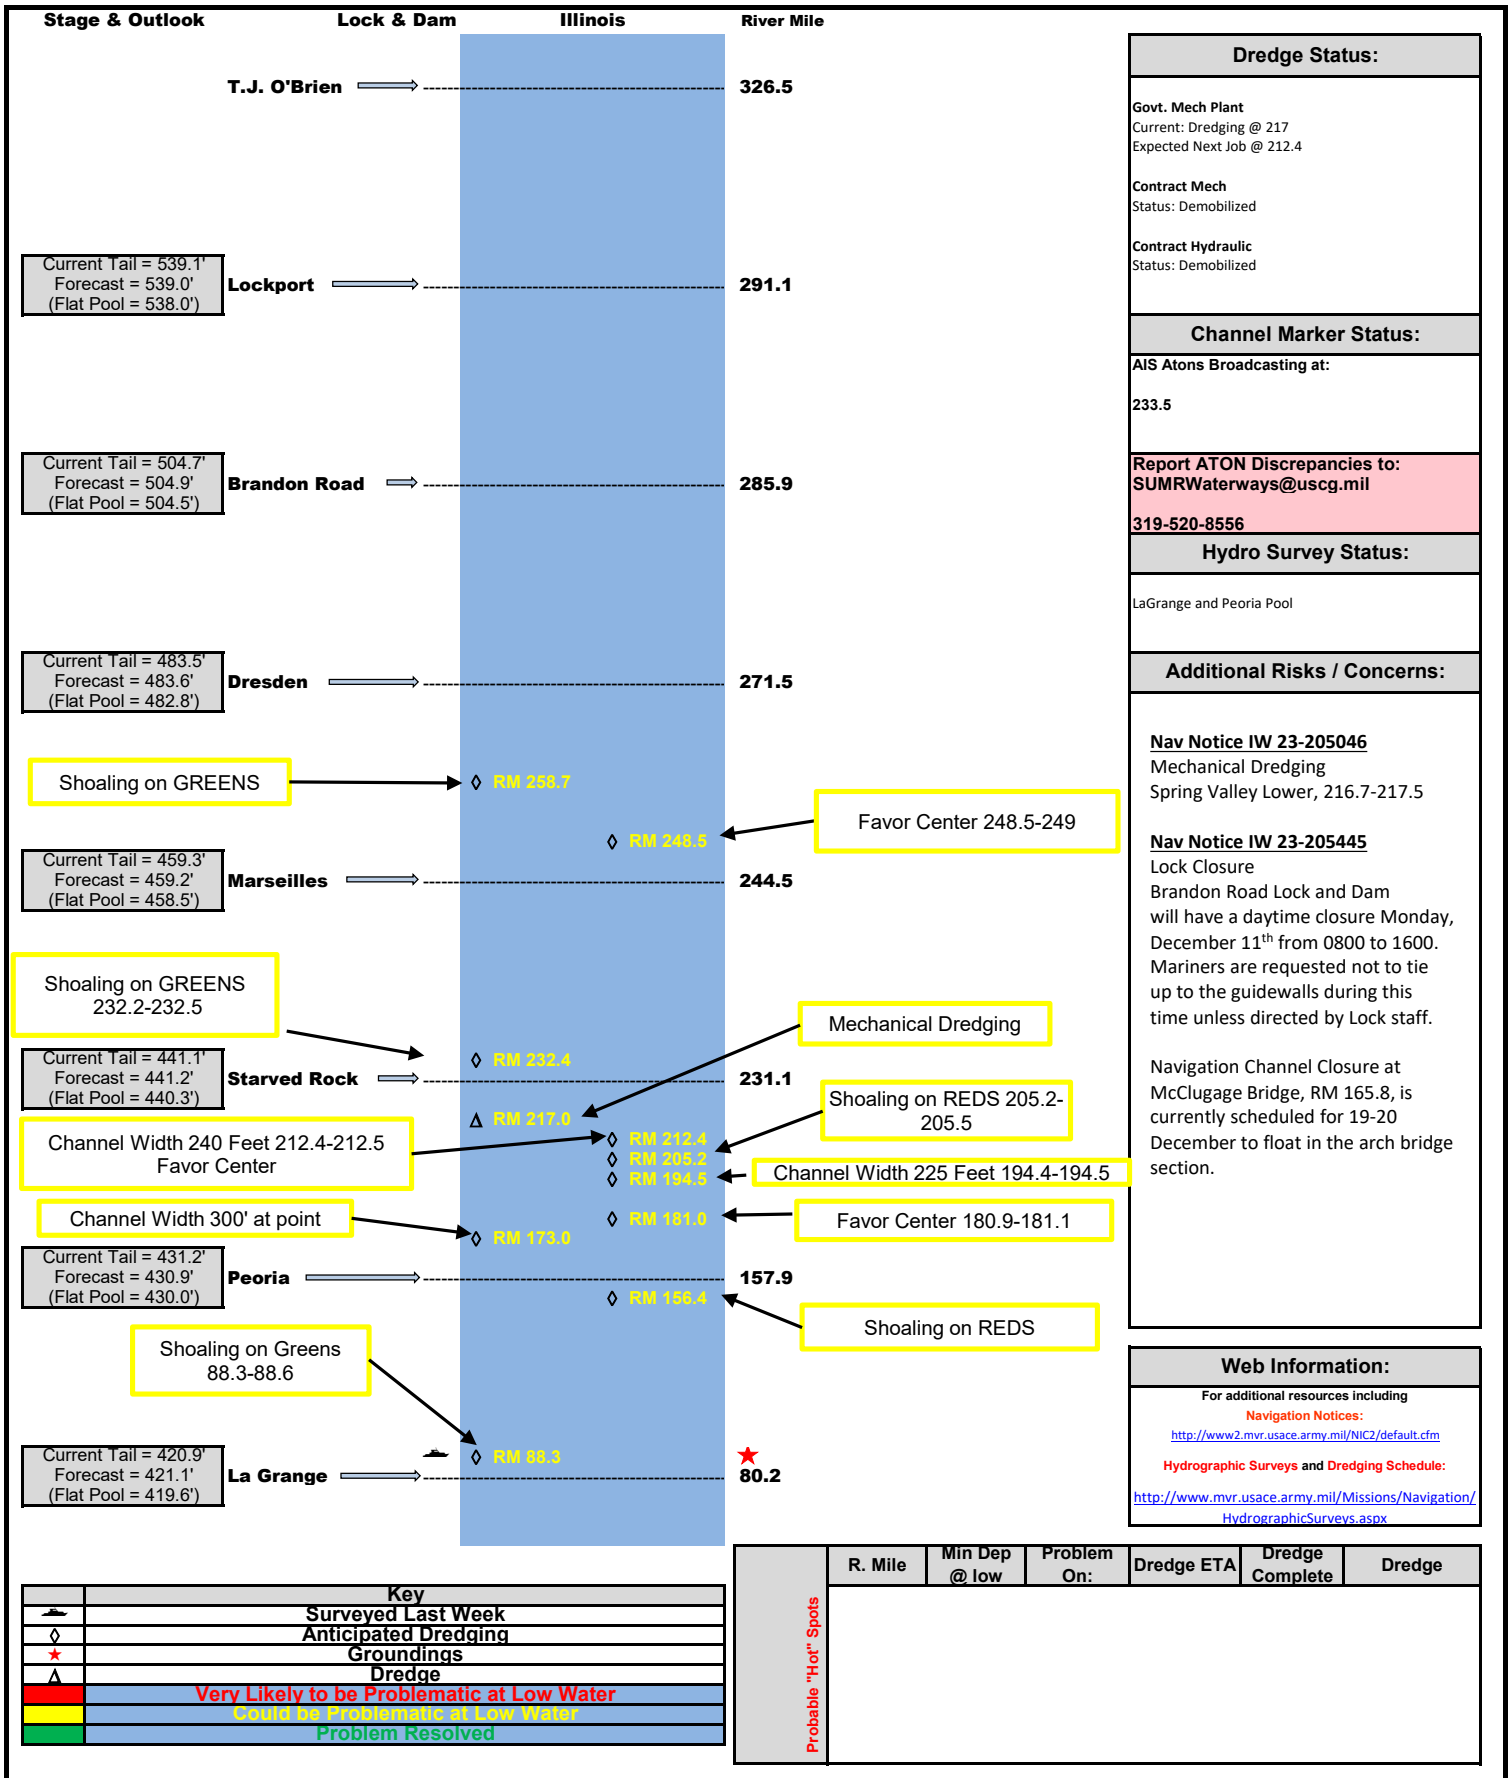 Stage & Outlook Lock & Dam Illinois River Mile
T.J. O'Brien 326.5
Current Tail = 539.1'
Forecast = 539.0'
(Flat Pool = 538.0')
Lockport 291.1
Current Tail = 504.7'
Forecast = 504.9'
(Flat Pool = 504.5')
Brandon Road 285.9
Current Tail = 483.5'
Forecast = 483.6'
(Flat Pool = 482.8')
Dresden 271.5
Shoaling on GREENS
RM 258.7
Favor Center 248.5-249
RM 248.5
Current Tail = 459.3'
Forecast = 459.2'
(Flat Pool = 458.5')
Marseilles 244.5
Shoaling on GREENS
232.2-232.5
RM 232.4
Mechanical Dredging
Current Tail = 441.1'
Forecast = 441.2'
(Flat Pool = 440.3')
Starved Rock 231.1
RM 217.0
Shoaling on REDS 205.2-
205.5
Channel Width 240 Feet 212.4-212.5
Favor Center
RM 212.4
RM 205.2
RM 194.5
Channel Width 225 Feet 194.4-194.5
Channel Width 300' at point
RM 181.0
Favor Center 180.9-181.1
RM 173.0
Current Tail = 431.2'
Forecast = 430.9'
(Flat Pool = 430.0')
Peoria 157.9
RM 156.4
Shoaling on REDS
Shoaling on Greens
88.3-88.6
RM 88.3
Current Tail = 420.9'
Forecast = 421.1'
(Flat Pool = 419.6')
La Grange 80.2
Key
Surveyed Last Week
Anticipated Dredging
Groundings
Dredge
Very Likely to be Problematic at Low Water
Could be Problematic at Low Water
Problem Resolved
Dredge Status:
Govt. Mech Plant
Current: Dredging @ 217
Expected Next Job @ 212.4
Contract Mech
Status: Demobilized
Contract Hydraulic
Status: Demobilized
Channel Marker Status:
AIS Atons Broadcasting at:
233.5
Report ATON Discrepancies to:
SUMRWaterways@uscg.mil
319-520-8556
Hydro Survey Status:
LaGrange and Peoria Pool
Additional Risks / Concerns:
Nav Notice IW 23-205046
Mechanical Dredging
Spring Valley Lower, 216.7-217.5
Nav Notice IW 23-205445
Lock Closure
Brandon Road Lock and Dam
will have a daytime closure Monday,
December 11th from 0800 to 1600.
Mariners are requested not to tie
up to the guidewalls during this
time unless directed by Lock staff.
Navigation Channel Closure at
McClugage Bridge, RM 165.8, is
currently scheduled for 19-20
December to float in the arch bridge
section.
Web Information:
For additional resources including
Navigation Notices:
http://www2.mvr.usace.army.mil/NIC2/default.cfm
Hydrographic Surveys and Dredging Schedule:
http://www.mvr.usace.army.mil/Missions/Navigation/
HydrographicSurveys.aspx
Probable "Hot" Spots
R. Mile
Min Dep
@ low
Problem
On:
Dredge ETA
Dredge
Complete
Dredge